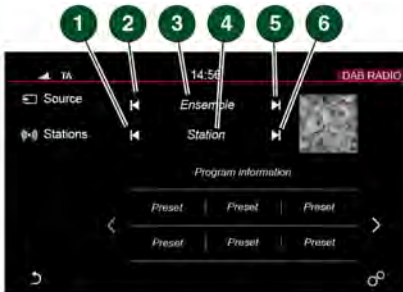 1 2 3 4 5 6
TA 14:56 DAB RADIO
Source Ensemble
Stations Station
Program information
Preset Preset Preset
Preset Preset Preset